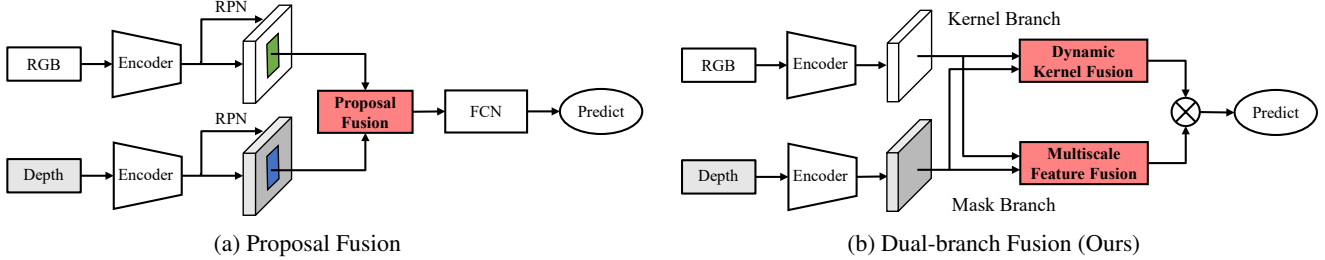 RPN
RGB
Encoder
Proposal
Fusion
FCN
Predict
RPN
Depth
Encoder
(a) Proposal Fusion
Kernel Branch
RGB
Encoder
Dynamic
Kernel Fusion
Predict
Depth
Encoder
Multiscale
Feature Fusion
Mask Branch
(b) Dual-branch Fusion (Ours)